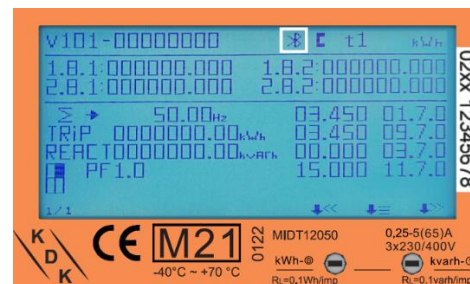 V101-00000000 t1 kWh
1.8.1:000000.000 1.8.2:000000.000
2.8.1:000000.000 2.8.2:000000.000
Σ 50.00Hz 03.450 01.7.0
TRiP 0000000.00kWh 03.450 09.7.0
REACT0000000.00kvarh 00.000 03.7.0
PF1.0 15.000 11.7.0
1/1
02xx 12345678
K D K
CE M21 0122
-40°C ~ +70 °C
MIDT12050 0,25-5(65)A
3x230/400V
kWh- kvarh-
RL=0,1Wh/imp RL=0,1varh/imp